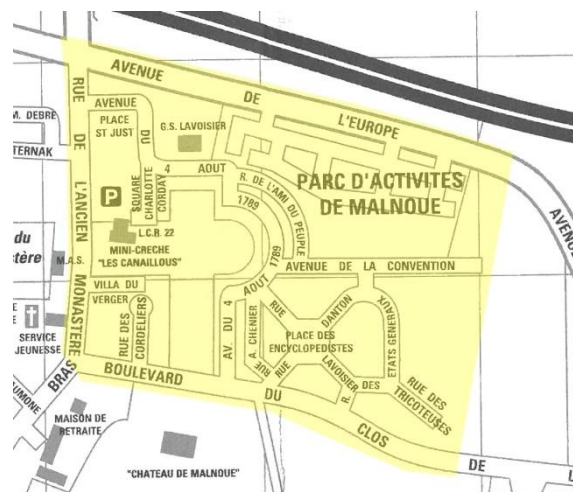 AVENUE DE L'EUROPE
RUE DE L'ANCIEN MONASTÈRE
AVENUE DU 4 AOUT 1789
PLACE
ST JUST
G.S. LAVOISIER
M. DEBRE
TERNAK
P
SQUARE
CHARLOTTE
CORDAY
R. DE L'AMI DU PEUPLE
1789
PARC D'ACTIVITES
DE MALNOUE
L.C.R. 22
MINI-CRECHE
"LES CANAILLOUS"
du
stère
M.A.S.
AVENUE DE LA CONVENTION
AVENUE
VILLA DU
VERGER
RUE DES
CORDELIERS
AV. DU 4 AOUT 1789
RUE A. CHENIER
RUE DANTON
PLACE DES
ENCYCLOPEDISTES
RUE LAVOISIER
R. DES ETATS GENERAUX
RUE DES
TRICOTEUSES
SERVICE
JEUNESSE
BRAS
AUMONE
BOULEVARD DU CLOS DE L
MAISON DE
RETRAITE
"CHATEAU DE MALNOUE"